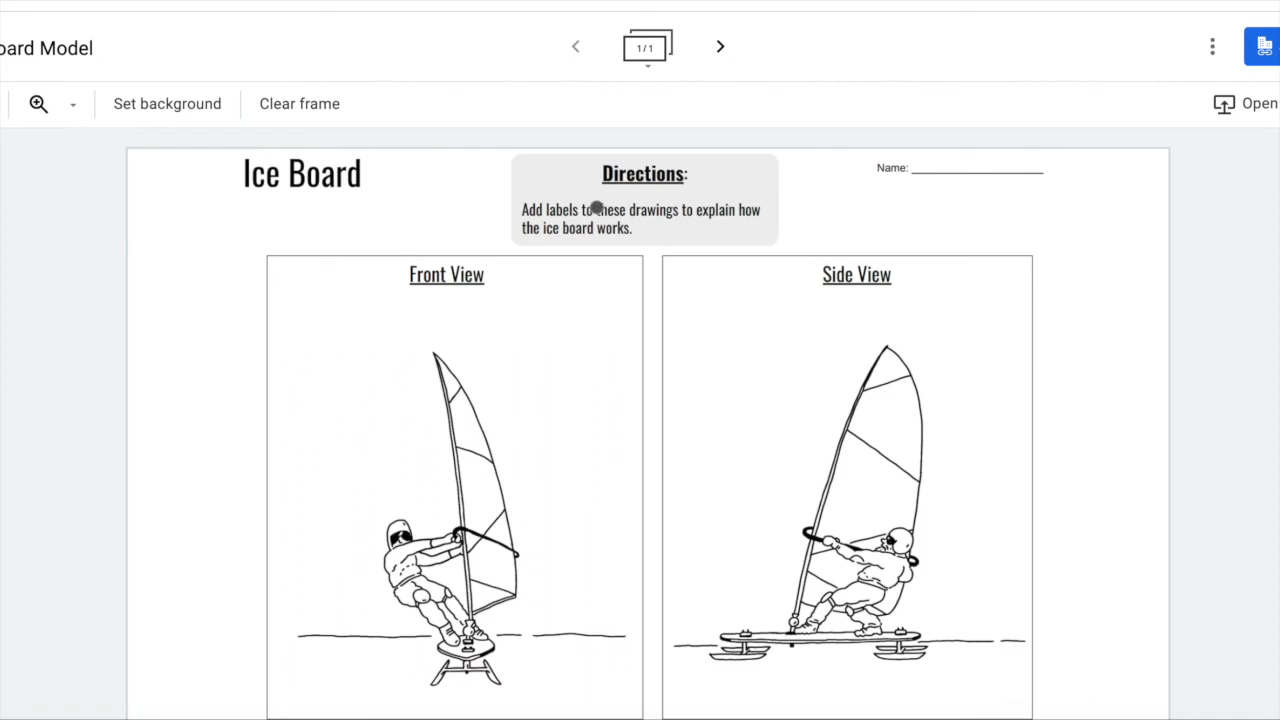 oard Model
1/1
Set background
Clear frame
Open
Ice Board
Directions:
Name:
Add labels to these drawings to explain how
the ice board works.
Front View
Side View